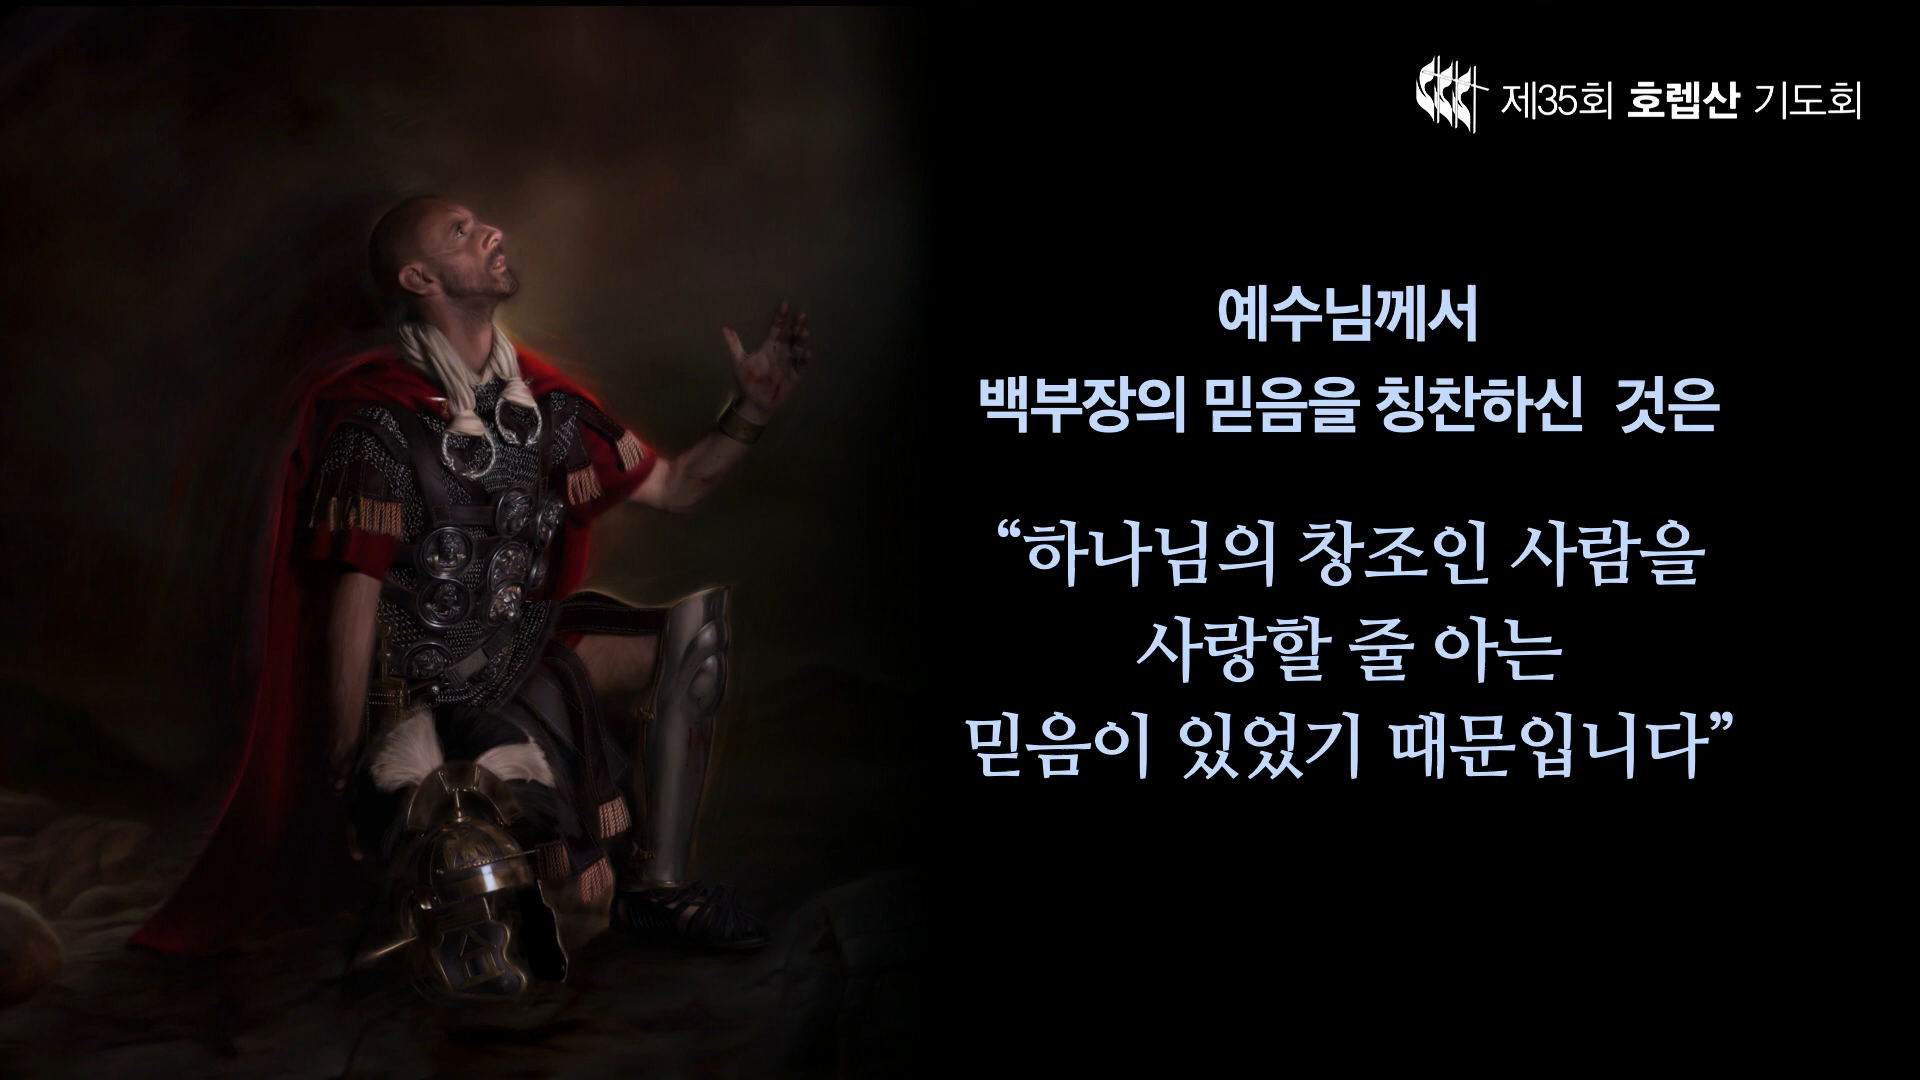 제35회 호렙산 기도회
예수님께서
백부장의 믿음을 칭찬하신 것은
“하나님의 창조인 사람을
사랑할 줄 아는
믿음이 있었기 때문입니다”